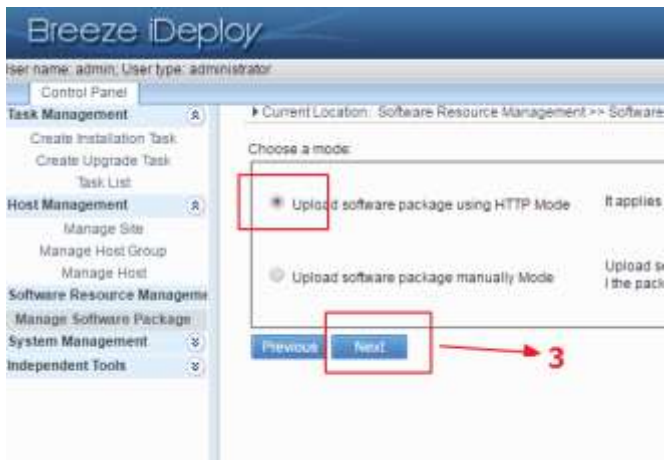 Breeze iDeploy
User name: admin; User type: administrator
Control Panel
Task Management
Create Installation Task
Create Upgrade Task
Task List
Host Management
Manage Site
Manage Host Group
Manage Host
Software Resource Manageme
Manage Software Package
System Management
Independent Tools
Current Location: Software Resource Management >> Software
Choose a mode:
Upload software package using HTTP Mode
It applies
Upload software package manually Mode
Upload so
l the pack
Previous
Next
3